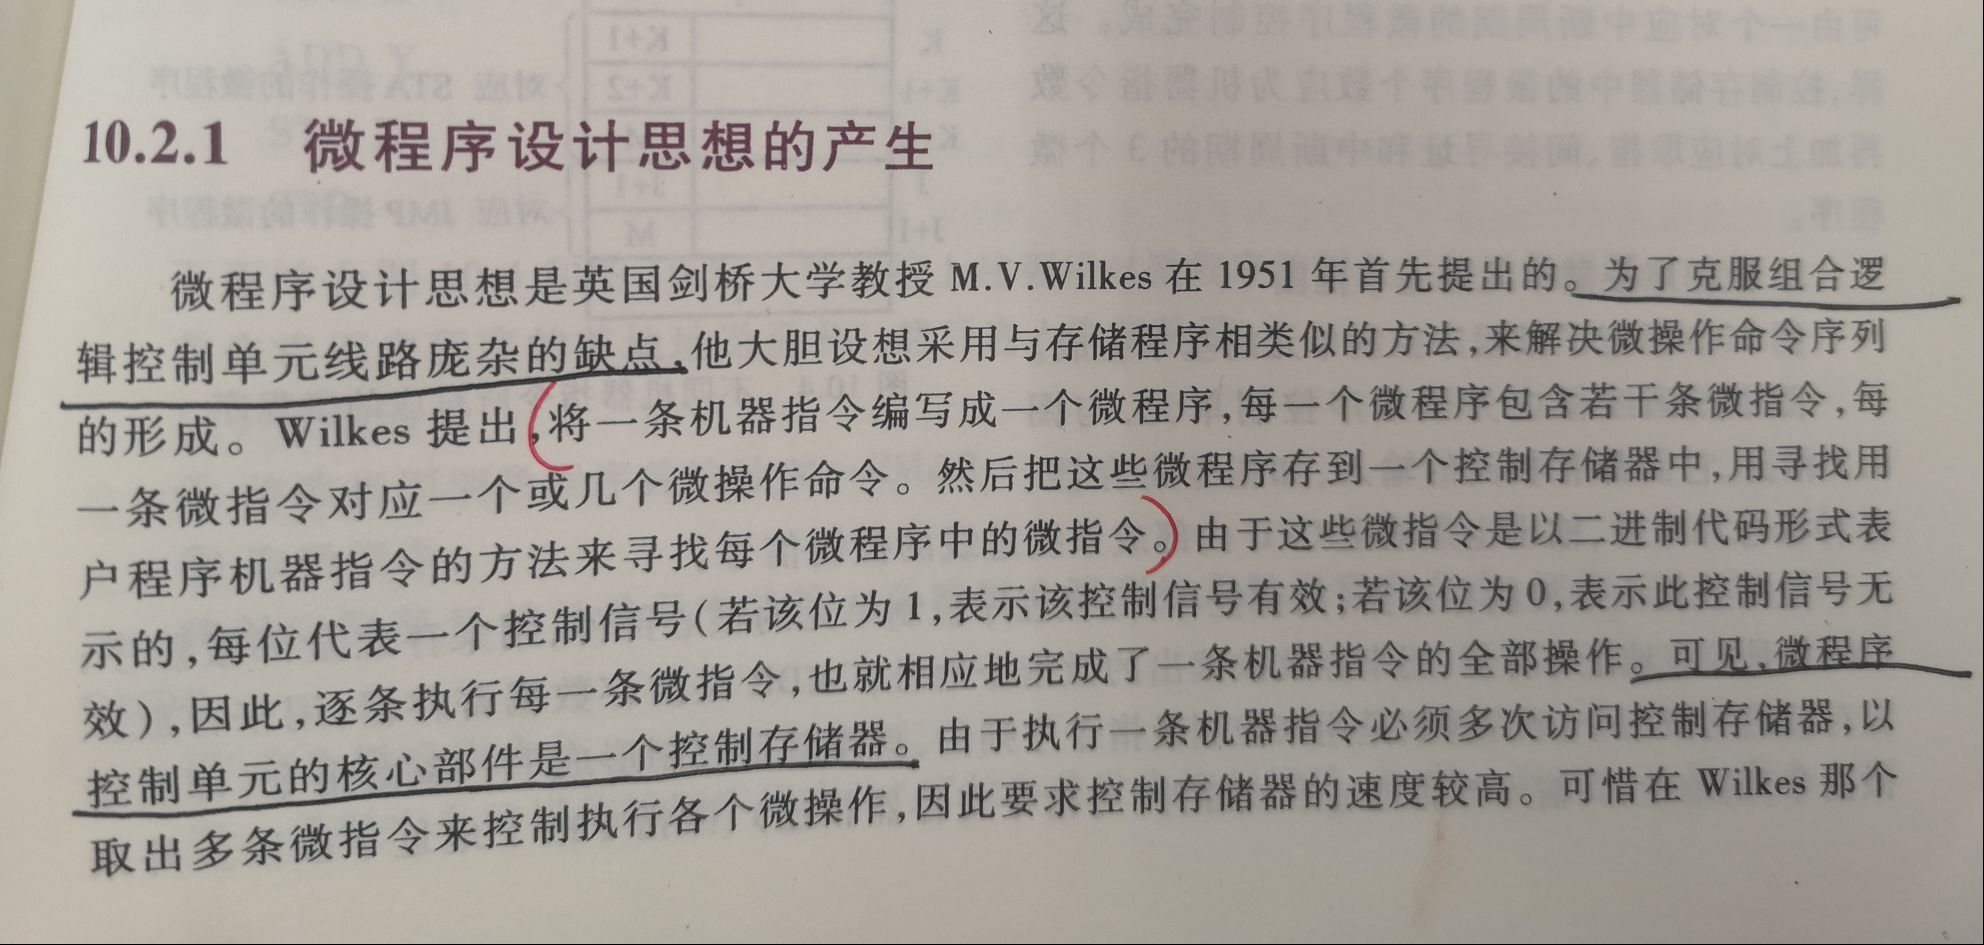 10.2.1 微程序设计思想的产生
微程序设计思想是英国剑桥大学教授 M.V.Wilkes 在 1951 年首先提出的。为了克服组合逻
辑控制单元线路庞杂的缺点,他大胆设想采用与存储程序相类似的方法,来解决微操作命令序列
的形成。Wilkes 提出,将一条机器指令编写成一个微程序,每一个微程序包含若干条微指令,每
一条微指令对应一个或几个微操作命令。然后把这些微程序存到一个控制存储器中,用寻找用
户程序机器指令的方法来寻找每个微程序中的微指令。由于这些微指令是以二进制代码形式表
示的,每位代表一个控制信号(若该位为 1,表示该控制信号有效;若该位为 0,表示此控制信号无
效),因此,逐条执行每一条微指令,也就相应地完成了一条机器指令的全部操作。可见,微程序
控制单元的核心部件是一个控制存储器。由于执行一条机器指令必须多次访问控制存储器,以
取出多条微指令来控制执行各个微操作,因此要求控制存储器的速度较高。可惜在 Wilkes 那个